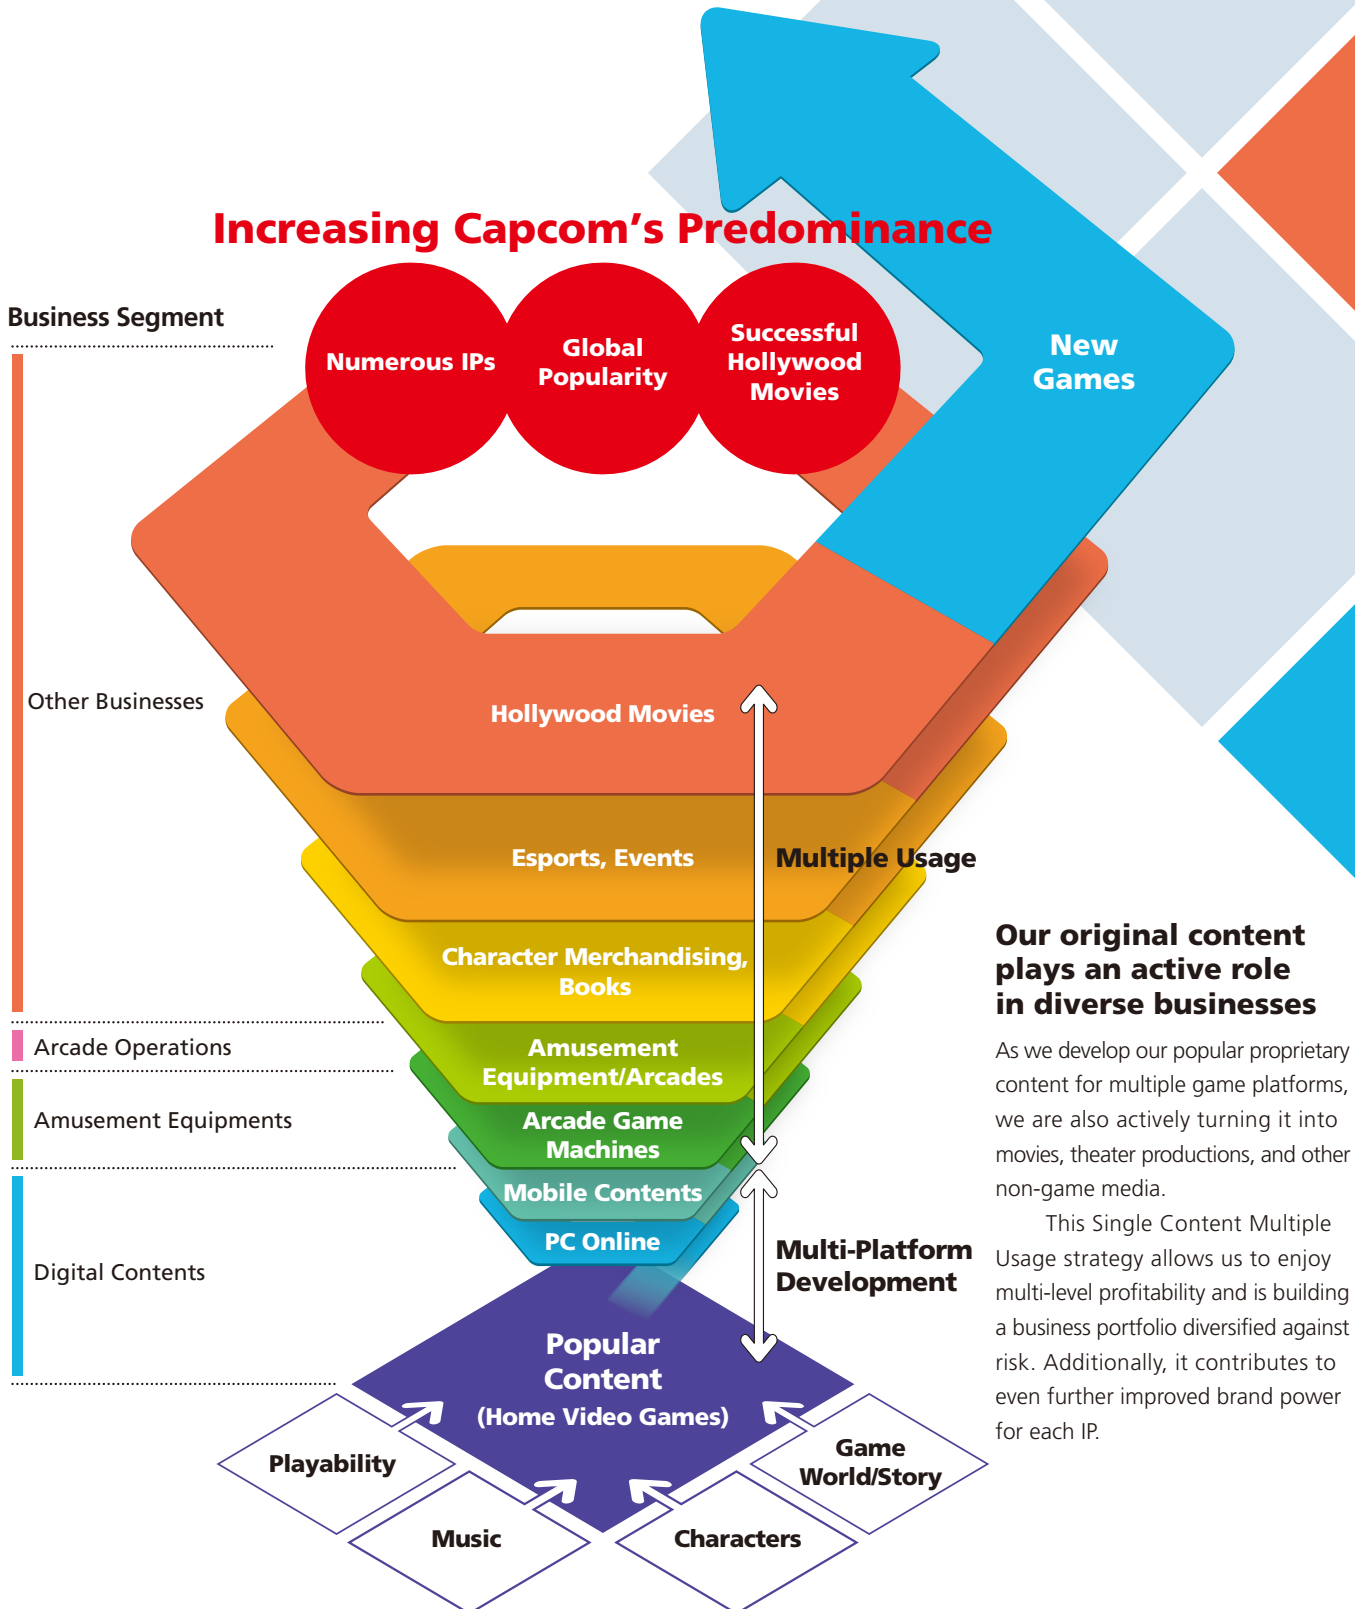 Increasing Capcom's Predominance
Business Segment
Numerous IPs
Global
Popularity
Successful
Hollywood
Movies
New
Games
Other Businesses
Hollywood Movies
Esports, Events
Multiple Usage
Character Merchandising,
Books
Arcade Operations
Amusement
Equipment/Arcades
Amusement Equipments
Arcade Game
Machines
Mobile Contents
PC Online
Digital Contents
Multi-Platform
Development
Popular
Content
(Home Video Games)
Playability
Music
Characters
Game
World/Story
Our original content
plays an active role
in diverse businesses
As we develop our popular proprietary
content for multiple game platforms,
we are also actively turning it into
movies, theater productions, and other
non-game media.
This Single Content Multiple
Usage strategy allows us to enjoy
multi-level profitability and is building
a business portfolio diversified against
risk. Additionally, it contributes to
even further improved brand power
for each IP.